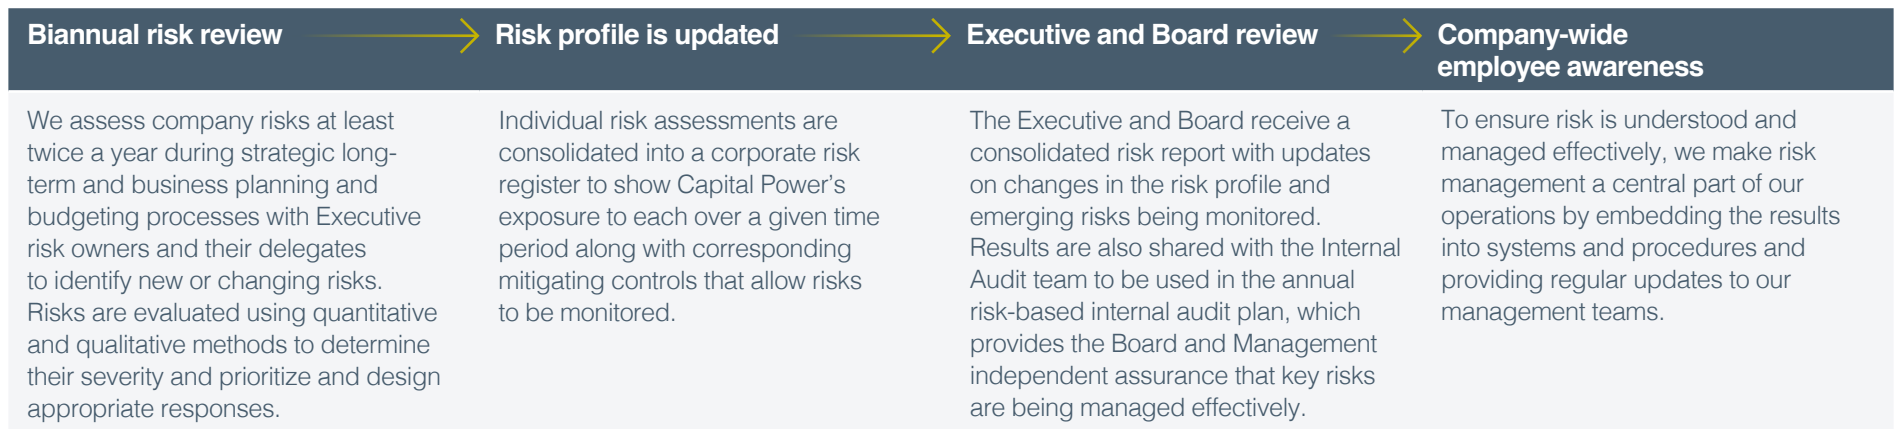 Biannual risk review
We assess company risks at least
twice a year during strategic long-
term and business planning and
budgeting processes with Executive
risk owners and their delegates
to identify new or changing risks.
Risks are evaluated using quantitative
and qualitative methods to determine
their severity and prioritize and design
appropriate responses.
Risk profile is updated
Individual risk assessments are
consolidated into a corporate risk
register to show Capital Power’s
exposure to each over a given time
period along with corresponding
mitigating controls that allow risks
to be monitored.
Executive and Board review
The Executive and Board receive a
consolidated risk report with updates
on changes in the risk profile and
emerging risks being monitored.
Results are also shared with the Internal
Audit team to be used in the annual
risk-based internal audit plan, which
provides the Board and Management
independent assurance that key risks
are being managed effectively.
Company-wide
employee awareness
To ensure risk is understood and
managed effectively, we make risk
management a central part of our
operations by embedding the results
into systems and procedures and
providing regular updates to our
management teams.